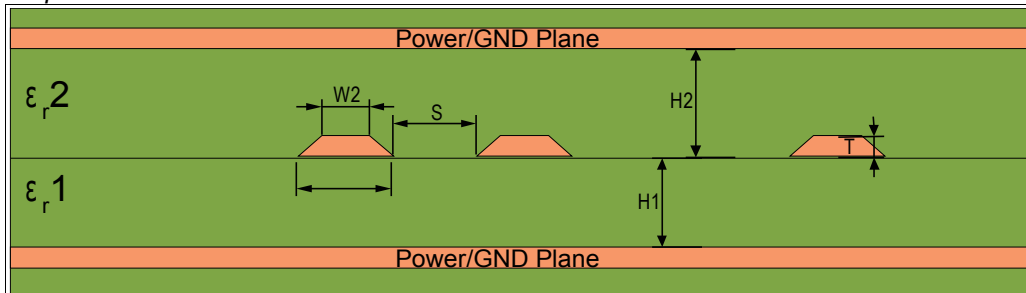 Power/GND Plane
εr2
W2
S
H2
T
εr1
H1
Power/GND Plane